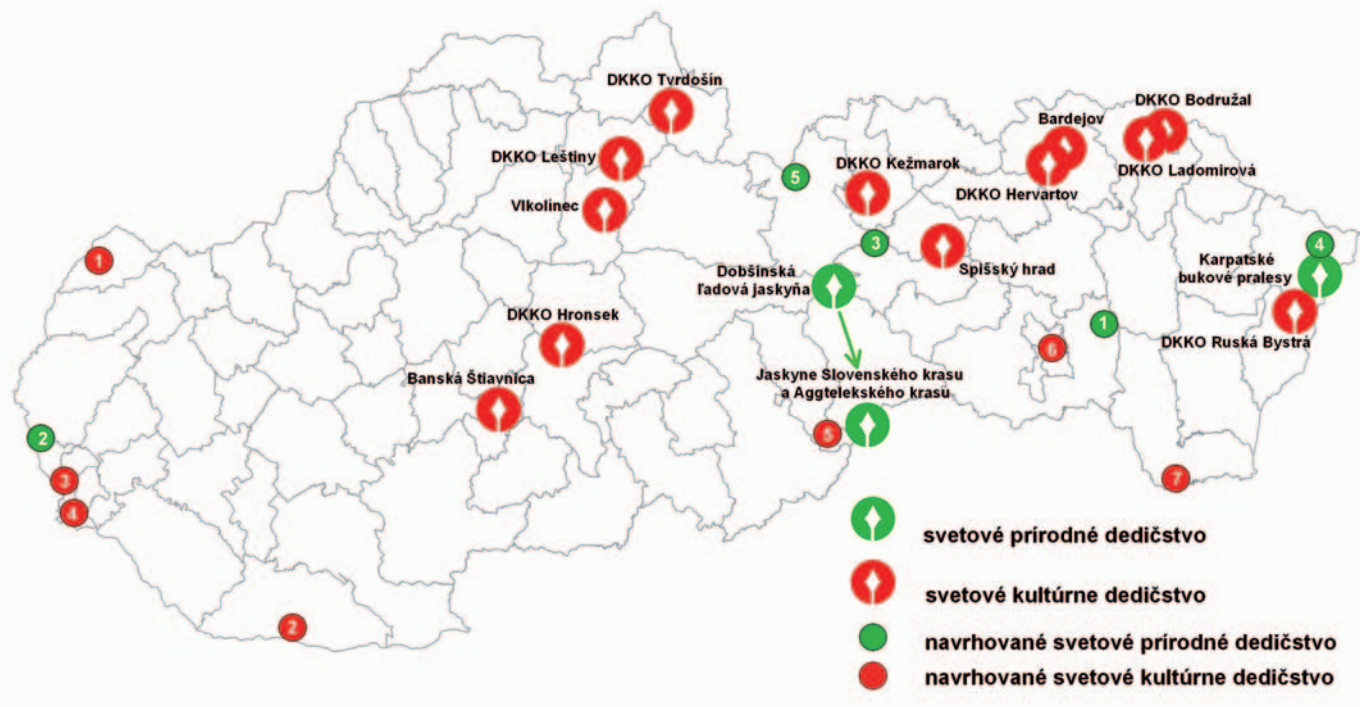 DKKO Tvrdošín
DKKO Bodružal
Bardejov
DKKO Leštiny
DKKO Kežmarok
DKKO Ladomirová
5
DKKO Hervartov
Vlkolínec
3
4
1
Spišský hrad
Karpatské
bukové pralesy
Dobšinská
ľadová jaskyňa
DKKO Hronsek
1
DKKO Ruská Bystrá
6
Banská Štiavnica
Jaskyne Slovenského krasu
a Aggtelekského krasu
2
5
3
7
4
svetové prírodné dedičstvo
svetové kultúrne dedičstvo
2
navrhované svetové prírodné dedičstvo
navrhované svetové kultúrne dedičstvo